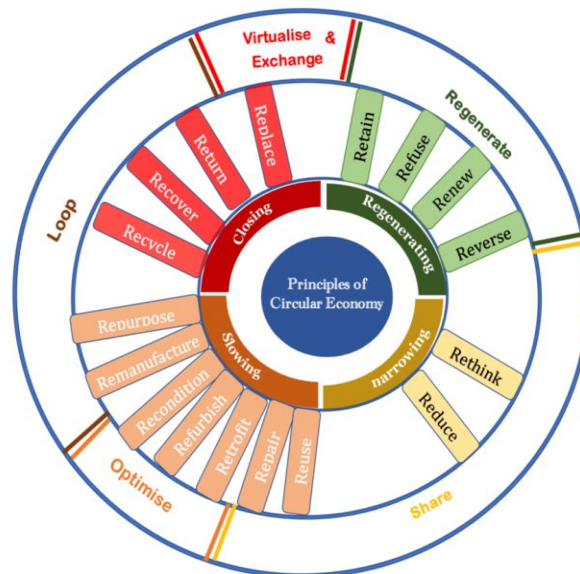 Virtualise &
Exchange
Regenerate
Loop
Optimise
Share
Replace
Return
Recover
Recycle
Retain
Refuse
Renew
Reverse
Closing
Regenerating
Slowing
narrowing
Principles of
Circular Economy
Repurpose
Remanufacture
Recondition
Refurbish
Retrofit
Repair
Reuse
Rethink
Reduce